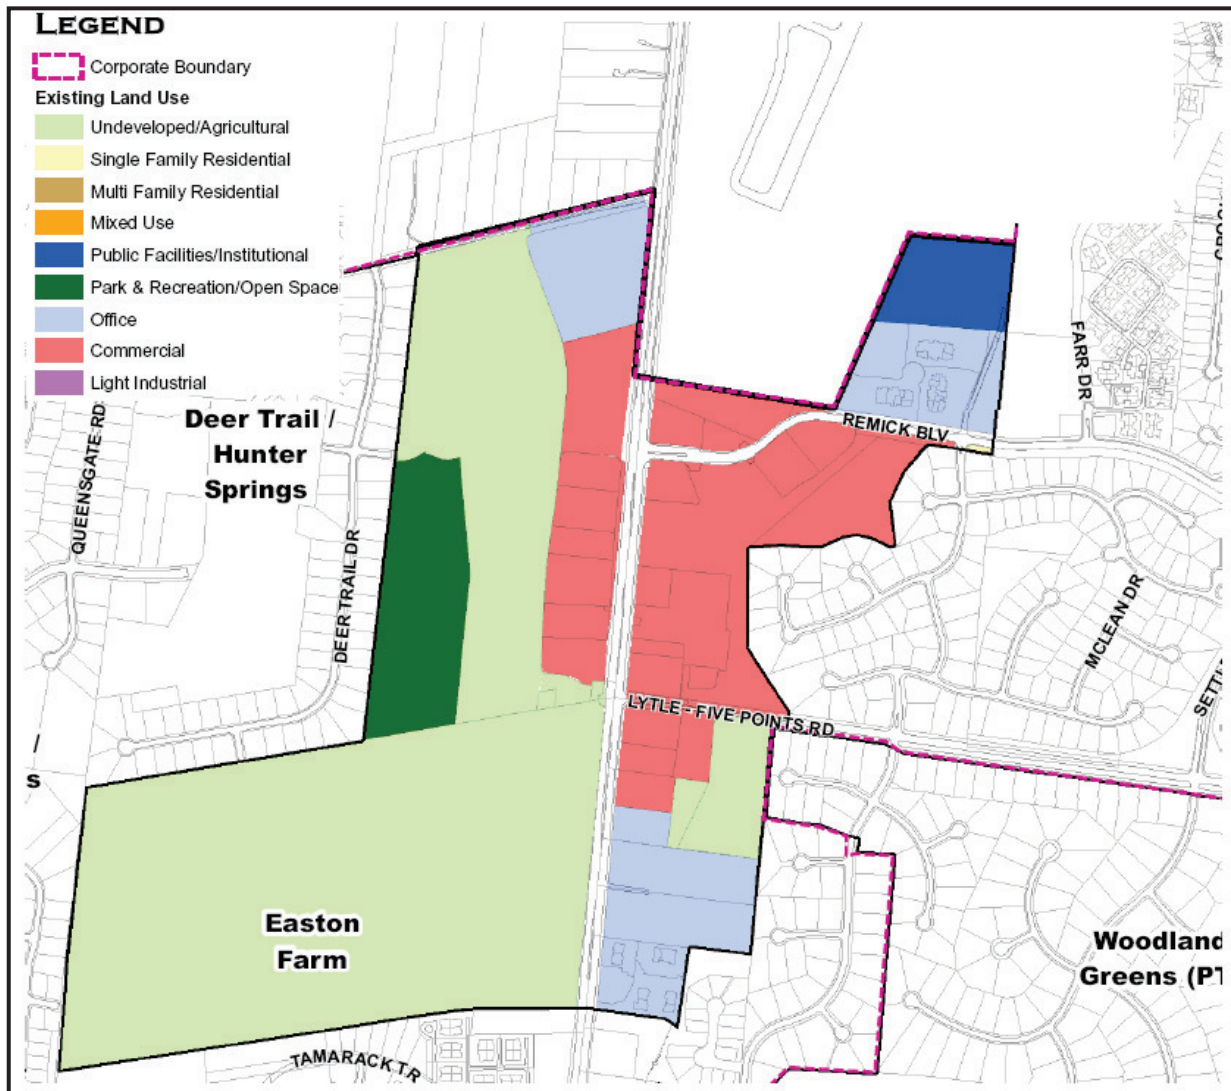 LEGEND
Corporate Boundary
Existing Land Use
Undeveloped/Agricultural
Single Family Residential
Multi Family Residential
Mixed Use
Public Facilities/Institutional
Park & Recreation/Open Space
Office
Commercial
Light Industrial
Deer Trail /
Hunter
Springs
QUEENSGATE RD
DEER TRAIL DR
REMICK BLV
FARR DR
MCLEAN DR
LYTLE - FIVE POINTS RD
/
s
Easton
Farm
Woodland
Greens (PT
TAMARACK TR